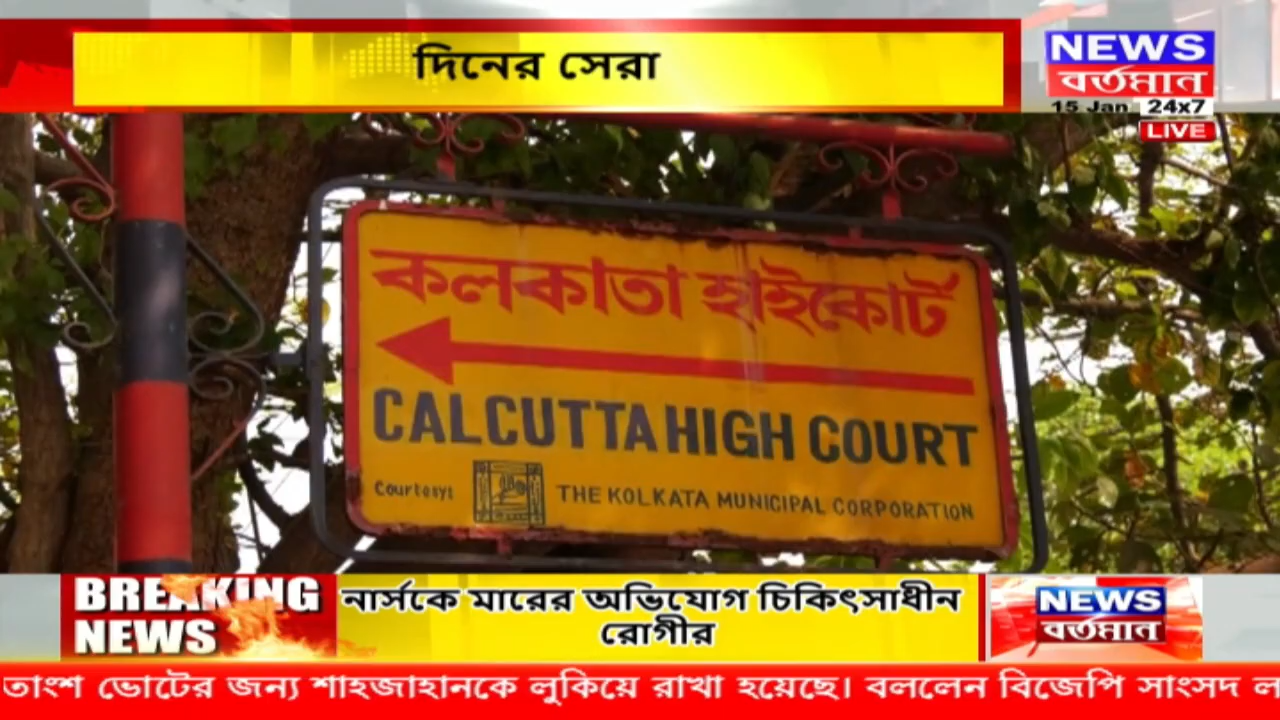 দিনের সেরা
NEWS
বর্তমান
15 Jan 24x7
LIVE
কলকাতা হাইকোর্ট
CALCUTTA HIGH COURT
Courtesy:
THE KOLKATA MUNICIPAL CORPORATION
BREAKING
NEWS
নার্সকে মারের অভিযোগ চিকিৎসাধীন
রোগীর
NEWS
বর্তমান
তাংশ ভোটের জন্য শাহজাহানকে লুকিয়ে রাখা হয়েছে। বললেন বিজেপি সাংসদ ল